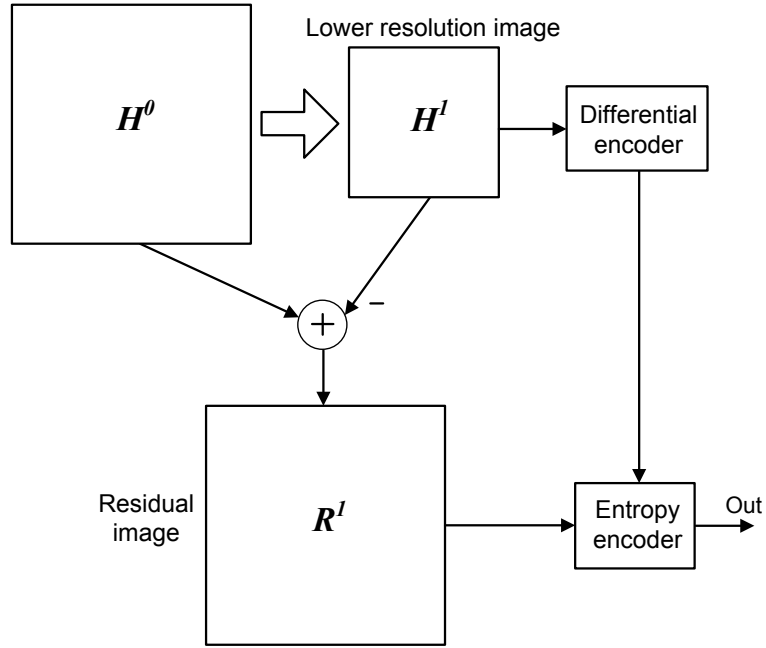 Lower resolution image
H⁰
H¹
Differential
encoder
−
+
Residual
image
R¹
Entropy
encoder
Out